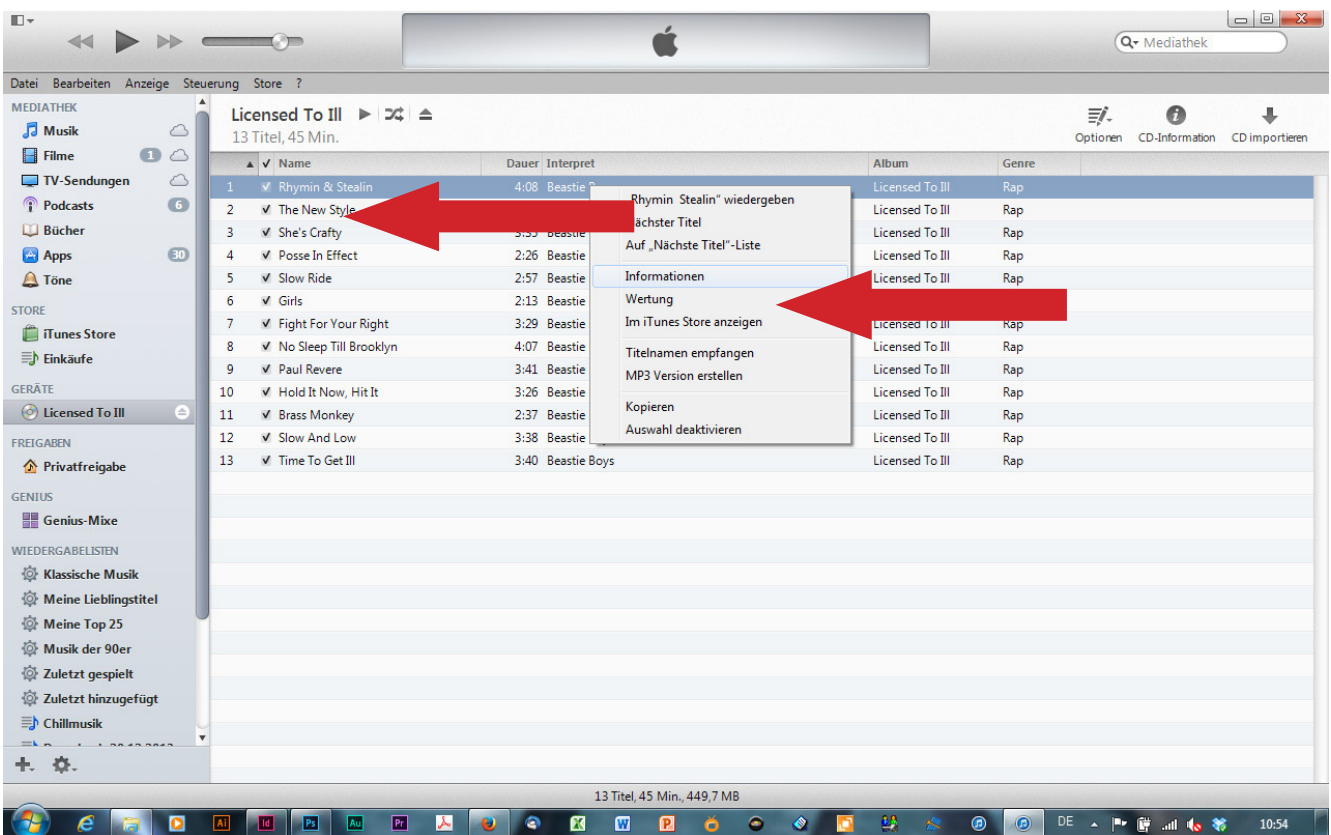 Mediathek
Datei Bearbeiten Anzeige Steuerung Store ?
MEDIATHEK
Musik
Filme 1
TV-Sendungen
Podcasts 6
Bücher
Apps 30
Töne
STORE
iTunes Store
Einkäufe
GERÄTE
Licensed To Ill
FREIGABEN
Privatfreigabe
GENIUS
Genius-Mixe
WIEDERGABELISTEN
Klassische Musik
Meine Lieblingstitel
Meine Top 25
Musik der 90er
Zuletzt gespielt
Zuletzt hinzugefügt
Chillmusik
Licensed To Ill
13 Titel, 45 Min.
Optionen CD-Information CD importieren
Name Dauer Interpret Album Genre
1 Rhymin & Stealin 4:08 Beastie Licensed To Ill Rap
2 The New Style Licensed To Ill Rap
3 She's Crafty 3:35 Beastie Licensed To Ill Rap
4 Posse In Effect 2:26 Beastie Licensed To Ill Rap
5 Slow Ride 2:57 Beastie Licensed To Ill Rap
6 Girls 2:13 Beastie
7 Fight For Your Right 3:29 Beastie Licensed To Ill Rap
8 No Sleep Till Brooklyn 4:07 Beastie Licensed To Ill Rap
9 Paul Revere 3:41 Beastie Licensed To Ill Rap
10 Hold It Now, Hit It 3:26 Beastie Licensed To Ill Rap
11 Brass Monkey 2:37 Beastie Licensed To Ill Rap
12 Slow And Low 3:38 Beastie Licensed To Ill Rap
13 Time To Get Ill 3:40 Beastie Boys Licensed To Ill Rap
Rhymin Stealin" wiedergeben
Titel
Auf „Nächste Titel"-Liste
Informationen
Wertung
Im iTunes Store anzeigen
Titelnamen empfangen
MP3 Version erstellen
Kopieren
Auswahl deaktivieren
13 Titel, 45 Min., 449,7 MB
Ai Id Ps Au Pr W P DE 10:54